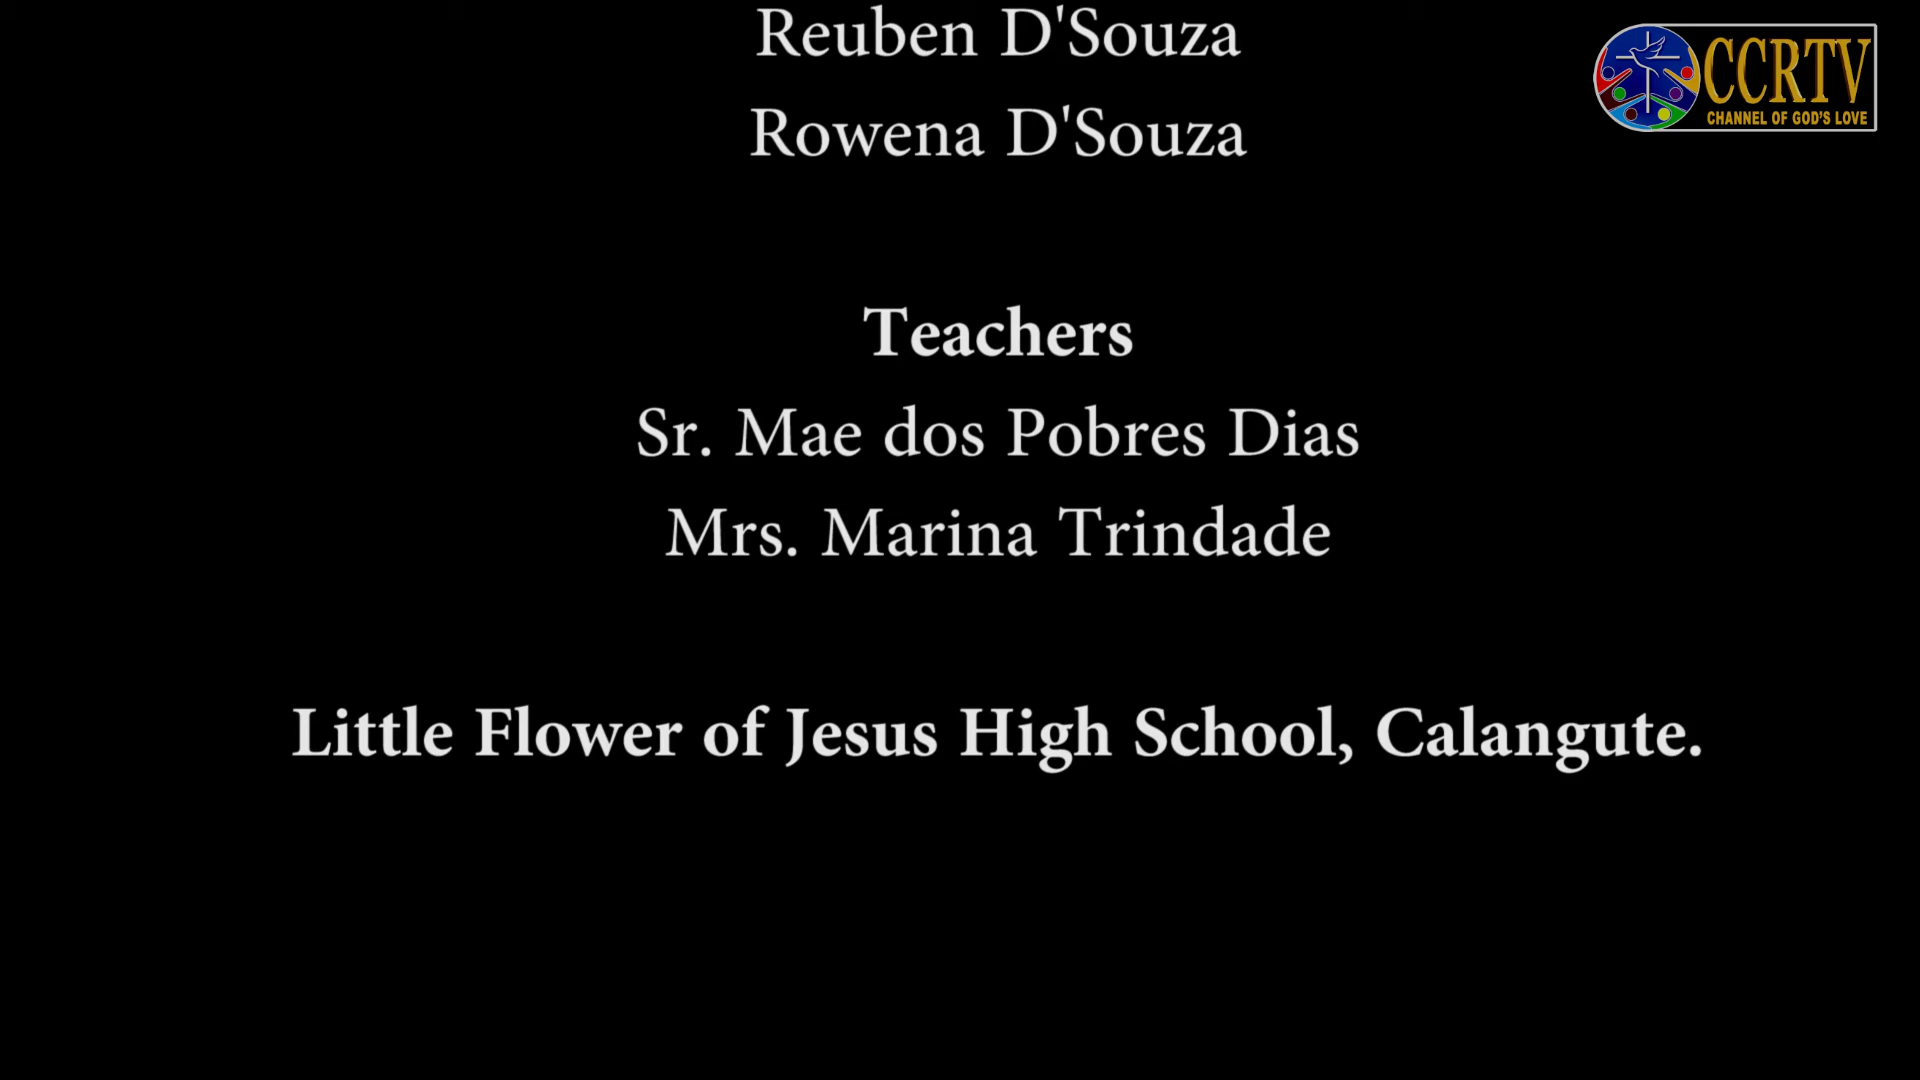 Reuben D'Souza
Rowena D'Souza
CCRTV
CHANNEL OF GOD'S LOVE
Teachers
Sr. Mae dos Pobres Dias
Mrs. Marina Trindade
Little Flower of Jesus High School, Calangute.